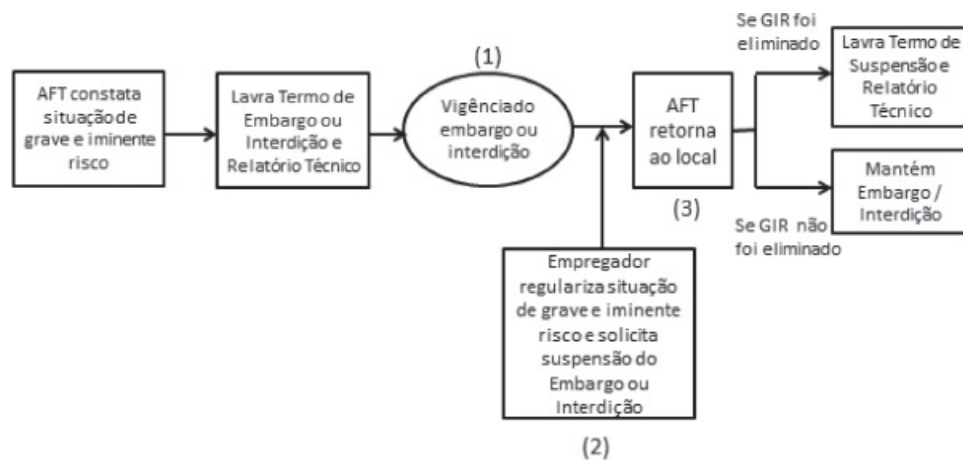 AFT constata
situação de
grave e iminente
risco
Lavra Termo de
Embargo ou
Interdição e
Relatório Técnico
(1)
Vigênciado
embargo ou
interdição
AFT
retorna
ao local
(3)
Se GIR foi
eliminado
Lavra Termo de
Suspensão e
Relatório
Técnico
Se GIR não
foi eliminado
Mantém
Embargo /
Interdição
Empregador
regulariza situação
de grave e iminente
risco e solicita
suspensão do
Embargo ou
Interdição
(2)